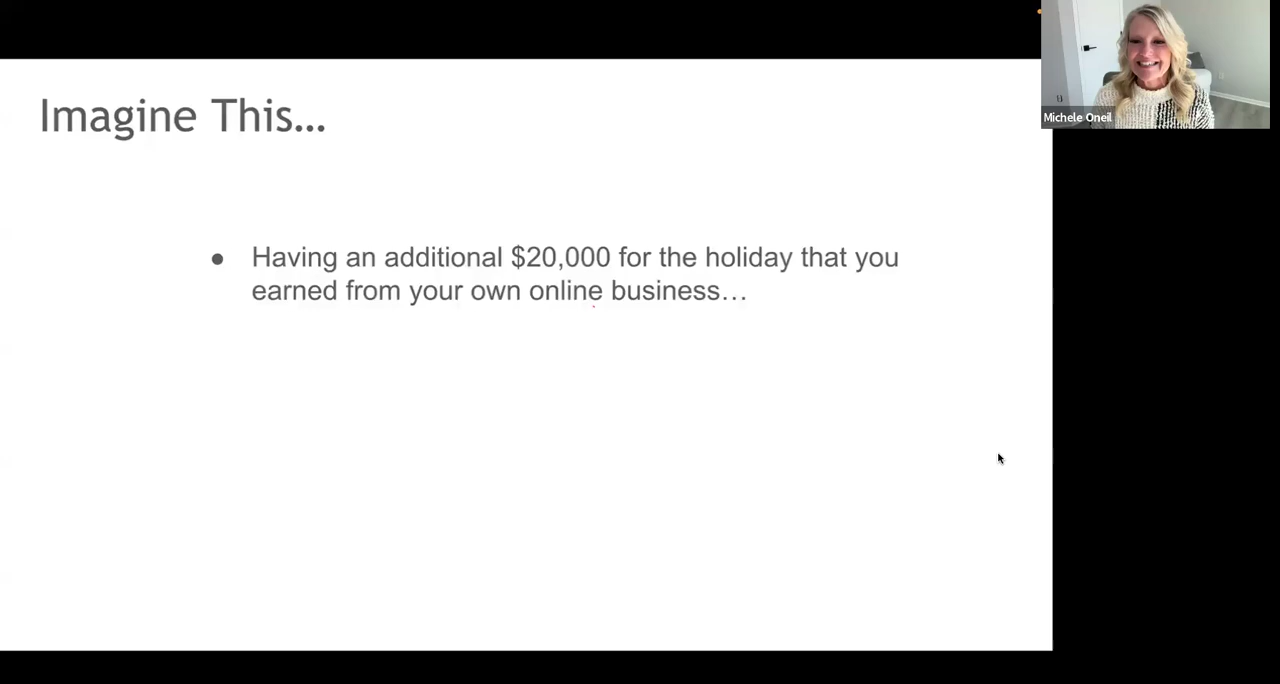 Imagine This...
● Having an additional $20,000 for the holiday that you
earned from your own online business…
Michele Oneil